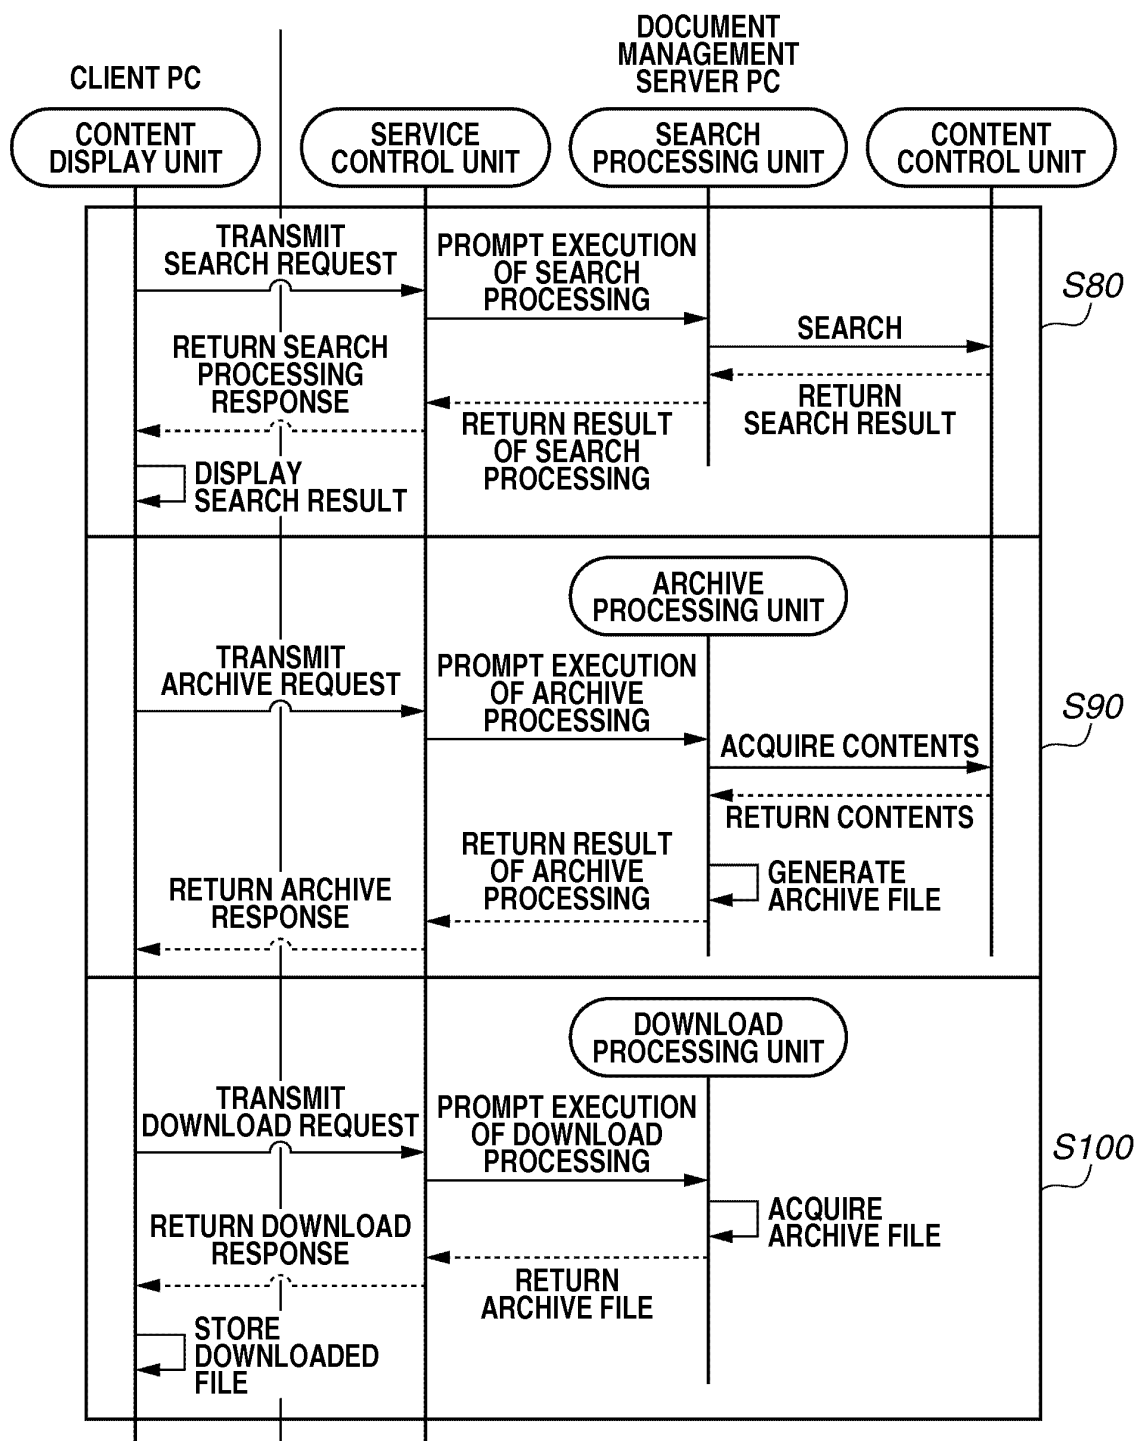 DOCUMENT
MANAGEMENT
SERVER PC
CLIENT PC
CONTENT
DISPLAY UNIT
SERVICE
CONTROL UNIT
SEARCH
PROCESSING UNIT
CONTENT
CONTROL UNIT
TRANSMIT
SEARCH REQUEST
PROMPT EXECUTION
OF SEARCH
PROCESSING
S80
SEARCH
RETURN SEARCH
PROCESSING
RESPONSE
RETURN
SEARCH RESULT
RETURN RESULT
OF SEARCH
PROCESSING
DISPLAY
SEARCH RESULT
ARCHIVE
PROCESSING UNIT
TRANSMIT
ARCHIVE REQUEST
PROMPT EXECUTION
OF ARCHIVE
PROCESSING
S90
ACQUIRE CONTENTS
RETURN CONTENTS
RETURN RESULT
OF ARCHIVE
PROCESSING
GENERATE
ARCHIVE FILE
RETURN ARCHIVE
RESPONSE
DOWNLOAD
PROCESSING UNIT
TRANSMIT
DOWNLOAD REQUEST
PROMPT EXECUTION
OF DOWNLOAD
PROCESSING
S100
ACQUIRE
ARCHIVE FILE
RETURN DOWNLOAD
RESPONSE
RETURN
ARCHIVE FILE
STORE
DOWNLOADED
FILE